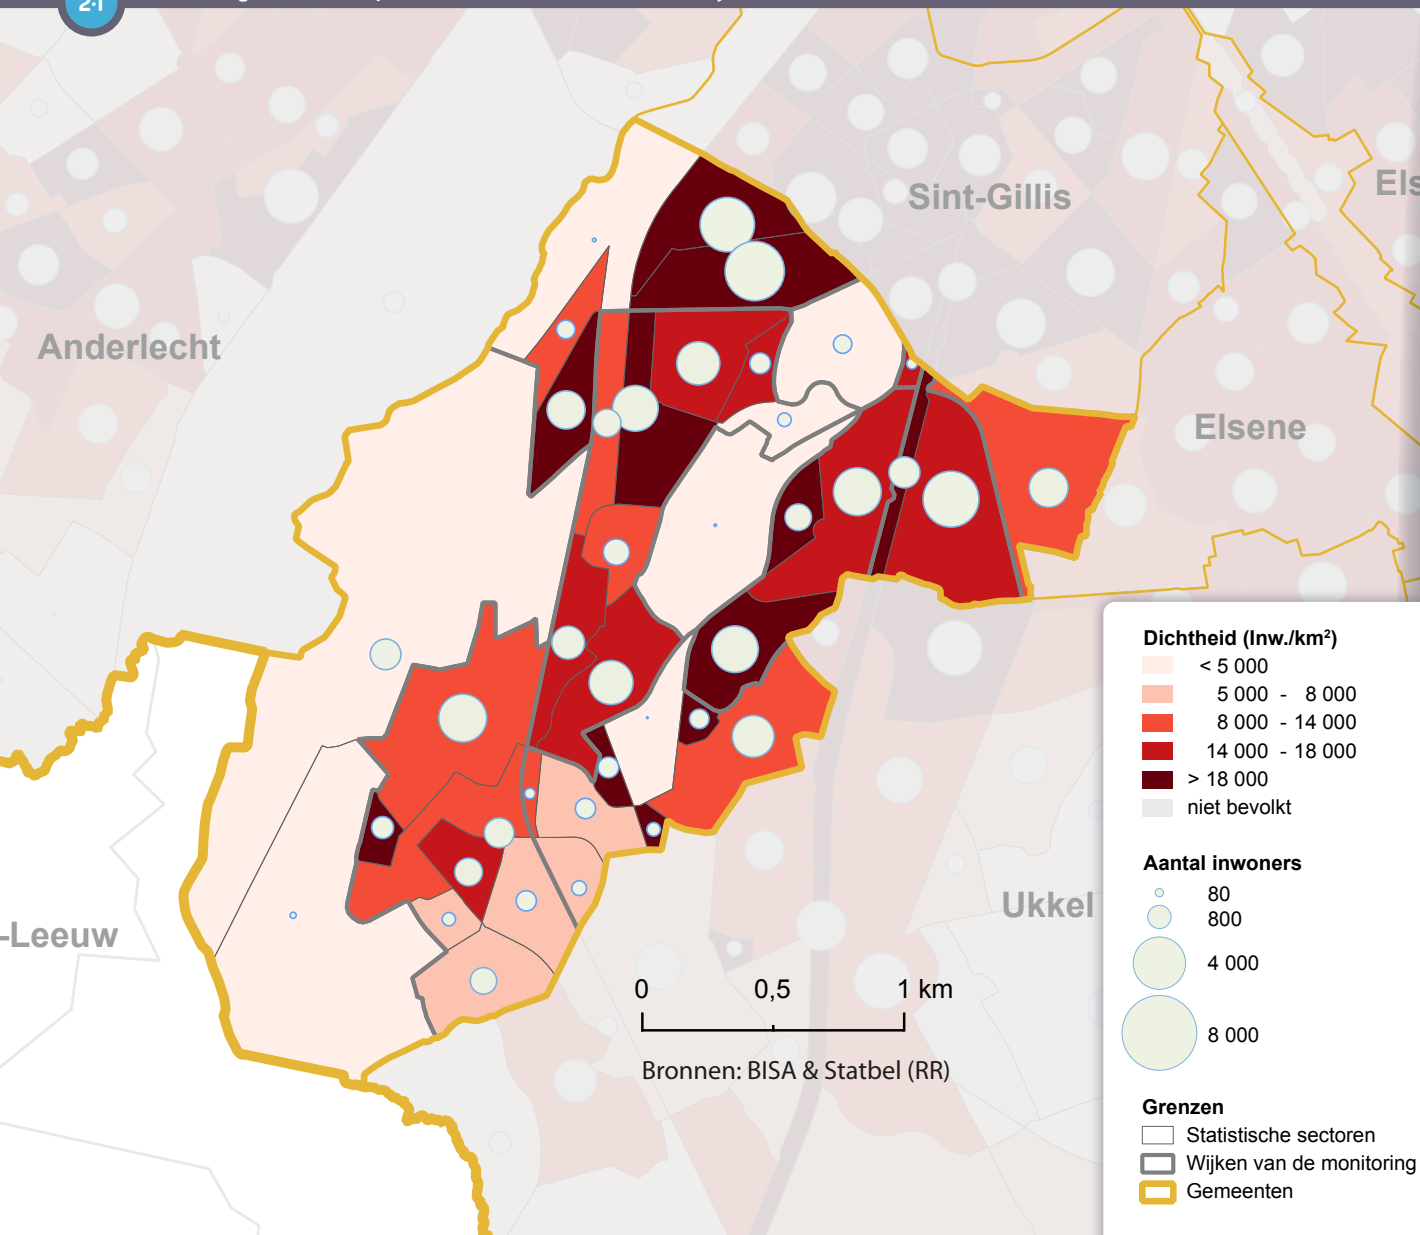 2.1
Sint-Gillis
Anderlecht
Elsene
Ukkel
-Leeuw
0 0,5 1 km
Bronnen: BISA & Statbel (RR)
Dichtheid (Inw./km²)
< 5 000
5 000 - 8 000
8 000 - 14 000
14 000 - 18 000
> 18 000
niet bevolkt
Aantal inwoners
80
800
4 000
8 000
Grenzen
Statistische sectoren
Wijken van de monitoring
Gemeenten